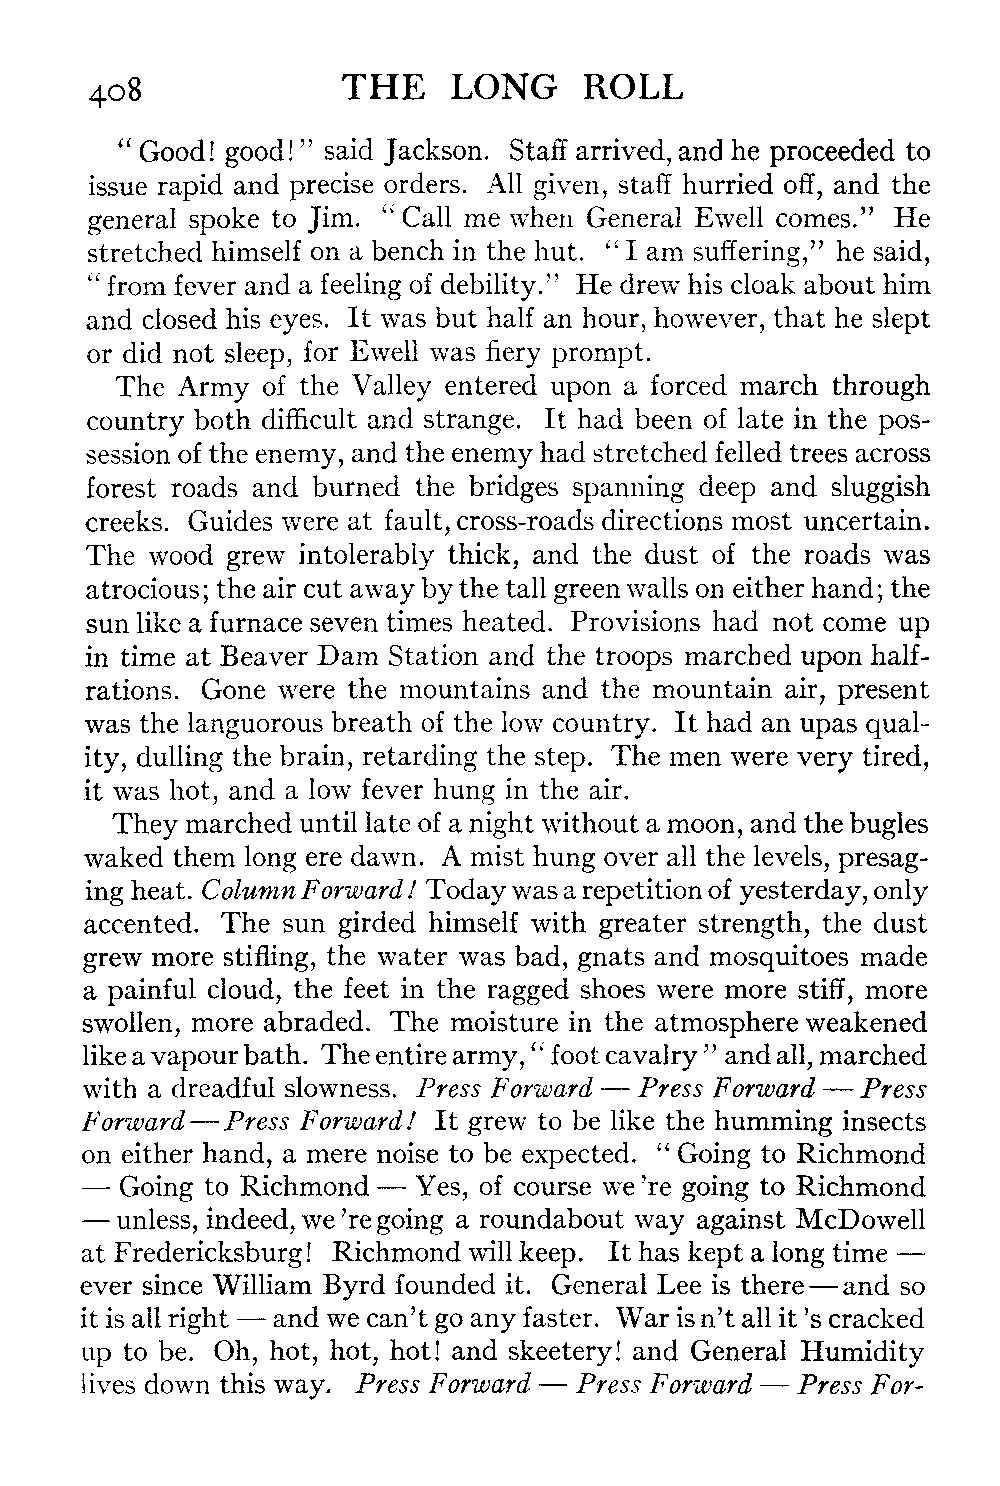 408 THE LONG ROLL
“Good! good!” said Jackson. Staff arrived, and he proceeded to
issue rapid and precise orders. All given, staff hurried off, and the
general spoke to Jim. “Call me when General Ewell comes.” He
stretched himself on a bench in the hut. “I am suffering,” he said,
“from fever and a feeling of debility.” He drew his cloak about him
and closed his eyes. It was but half an hour, however, that he slept
or did not sleep, for Ewell was fiery prompt.
The Army of the Valley entered upon a forced march through
country both difficult and strange. It had been of late in the pos-
session of the enemy, and the enemy had stretched felled trees across
forest roads and burned the bridges spanning deep and sluggish
creeks. Guides were at fault, cross-roads directions most uncertain.
The wood grew intolerably thick, and the dust of the roads was
atrocious; the air cut away by the tall green walls on either hand; the
sun like a furnace seven times heated. Provisions had not come up
in time at Beaver Dam Station and the troops marched upon half-
rations. Gone were the mountains and the mountain air, present
was the languorous breath of the low country. It had an upas qual-
ity, dulling the brain, retarding the step. The men were very tired,
it was hot, and a low fever hung in the air.
They marched until late of a night without a moon, and the bugles
waked them long ere dawn. A mist hung over all the levels, presag-
ing heat. Column Forward! Today was a repetition of yesterday, only
accented. The sun girded himself with greater strength, the dust
grew more stifling, the water was bad, gnats and mosquitoes made
a painful cloud, the feet in the ragged shoes were more stiff, more
swollen, more abraded. The moisture in the atmosphere weakened
like a vapour bath. The entire army, “foot cavalry” and all, marched
with a dreadful slowness. Press Forward — Press Forward — Press
Forward — Press Forward! It grew to be like the humming insects
on either hand, a mere noise to be expected. “Going to Richmond
— Going to Richmond — Yes, of course we're going to Richmond
— unless, indeed, we're going a roundabout way against McDowell
at Fredericksburg! Richmond will keep. It has kept a long time —
ever since William Byrd founded it. General Lee is there — and so
it is all right — and we can't go any faster. War isn't all it's cracked
up to be. Oh, hot, hot, hot! and skeetery! and General Humidity
lives down this way. Press Forward — Press Forward — Press For-